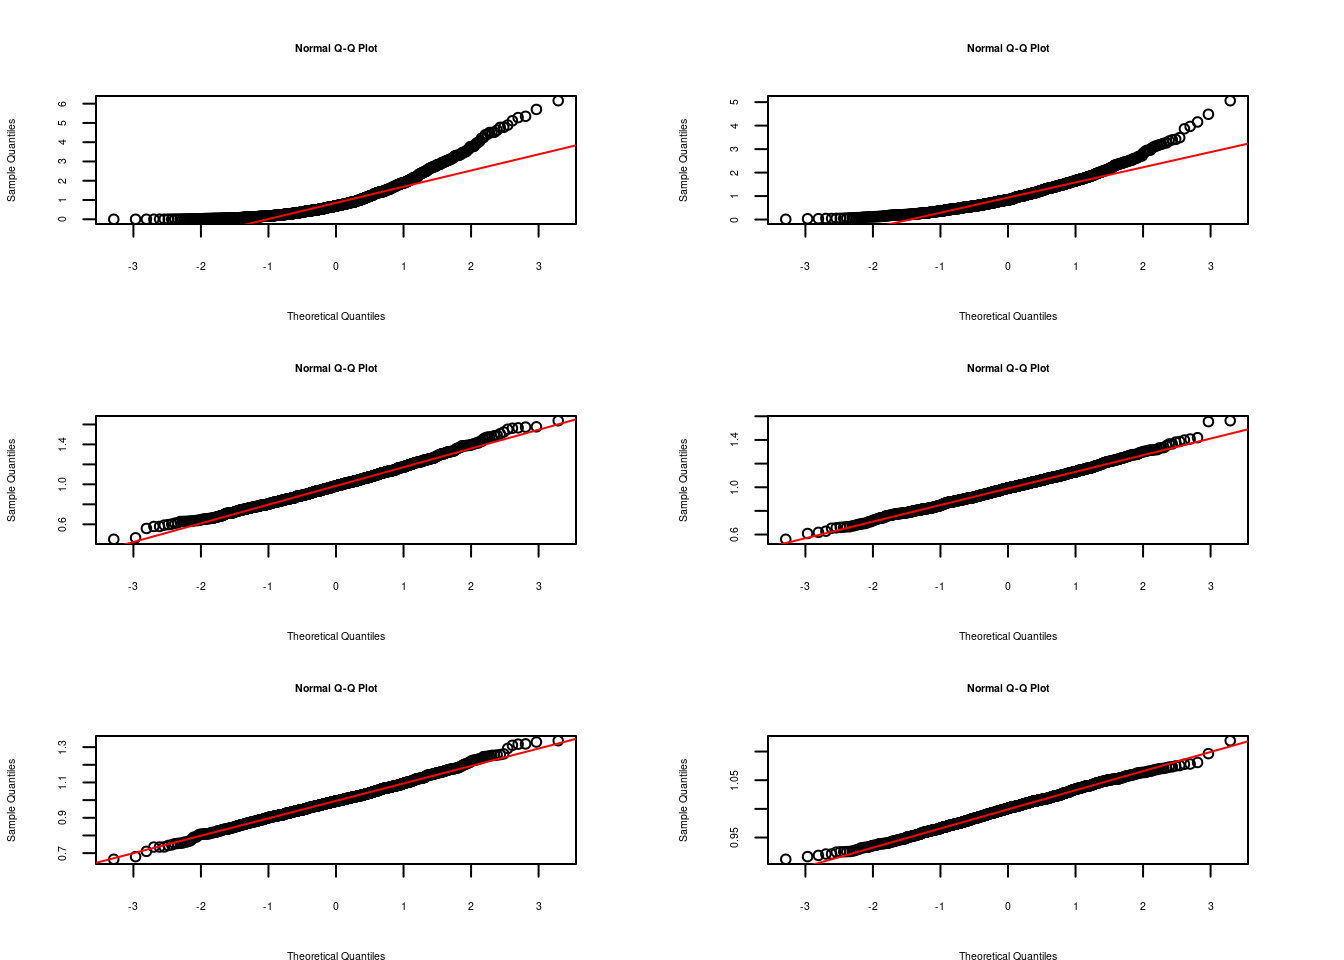 Normal Q-Q Plot
Sample Quantiles
0 1 2 3 4 5 6
-3 -2 -1 0 1 2 3
Theoretical Quantiles
Normal Q-Q Plot
Sample Quantiles
0 1 2 3 4 5
-3 -2 -1 0 1 2 3
Theoretical Quantiles
Normal Q-Q Plot
Sample Quantiles
0.6 1.0 1.4
-3 -2 -1 0 1 2 3
Theoretical Quantiles
Normal Q-Q Plot
Sample Quantiles
0.6 1.0 1.4
-3 -2 -1 0 1 2 3
Theoretical Quantiles
Normal Q-Q Plot
Sample Quantiles
0.7 0.9 1.1 1.3
-3 -2 -1 0 1 2 3
Theoretical Quantiles
Normal Q-Q Plot
Sample Quantiles
0.95 1.05
-3 -2 -1 0 1 2 3
Theoretical Quantiles